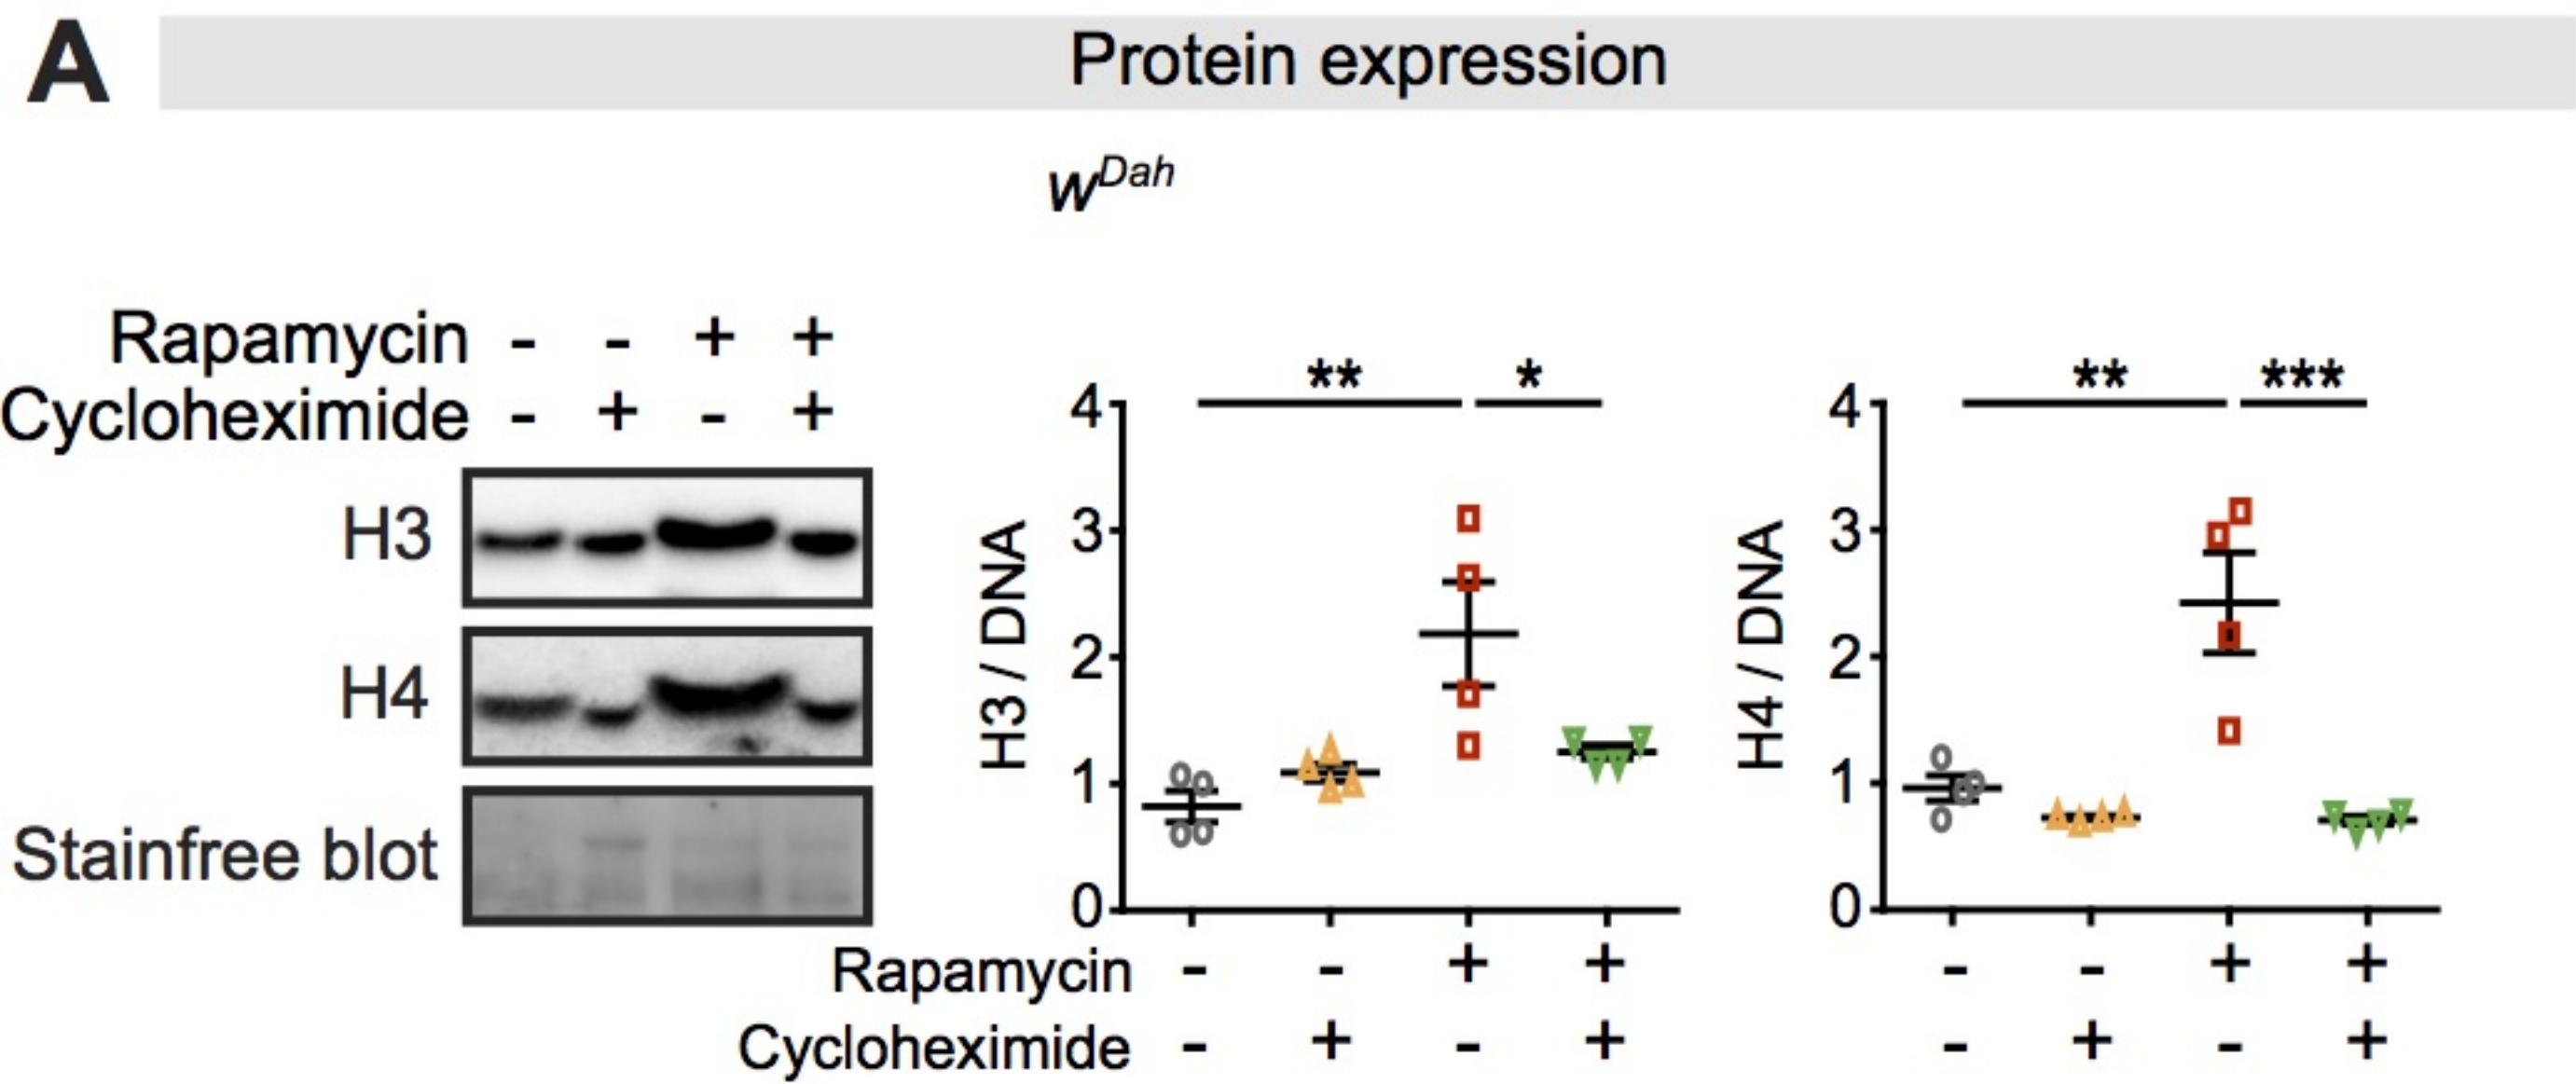 A
Protein expression
wDah
Rapamycin - - + +
Cycloheximide - + - +
H3
H4
Stainfree blot
** *
4
3
2
1
0
H3 / DNA
** ***
4
3
2
1
0
H4 / DNA
Rapamycin - - + + - - + +
Cycloheximide - + - + - + - +